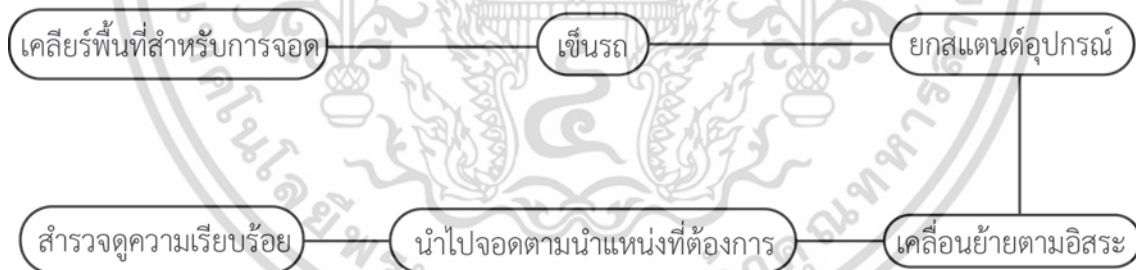 เคลียร์พื้นที่สำหรับการจอด เข็นรถ ยกสแตนด์อุปกรณ์
สำรวจดูความเรียบร้อย นำไปจอดตามนำแหน่งที่ต้องการ เคลื่อนย้ายตามอิสระ